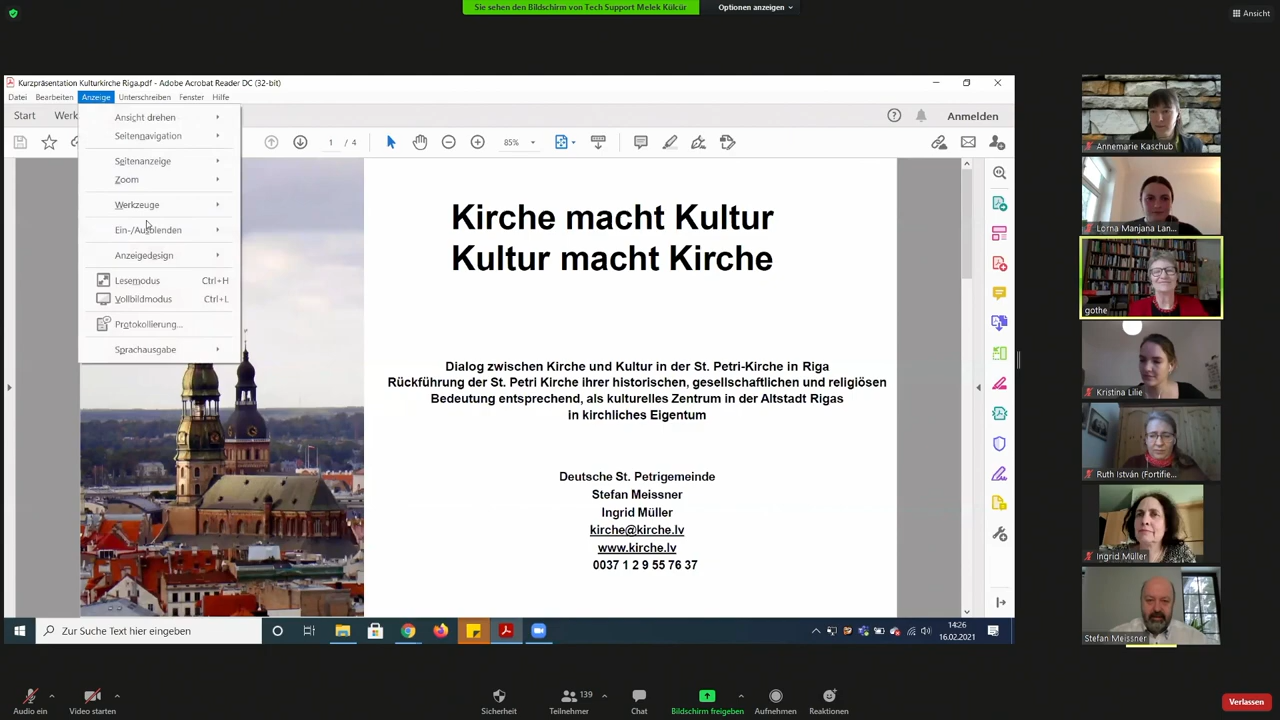 Sie sehen den Bildschirm von Tech Support Melek Külcür
Optionen anzeigen
Ansicht
Kurzpräsentation Kulturkirche Riga.pdf - Adobe Acrobat Reader DC (32-bit)
Datei Bearbeiten Anzeige Unterschreiben Fenster Hilfe
Start Werk
Anmelden
1 / 4
85%
Ansicht drehen
Seitennavigation
Seitenanzeige
Zoom
Werkzeuge
Ein-/Ausblenden
Anzeigedesign
Lesemodus Ctrl+H
Vollbildmodus Ctrl+L
Protokollierung...
Sprachausgabe
Kirche macht Kultur
Kultur macht Kirche
Dialog zwischen Kirche und Kultur in der St. Petri-Kirche in Riga
Rückführung der St. Petri Kirche ihrer historischen, gesellschaftlichen und religiösen
Bedeutung entsprechend, als kulturelles Zentrum in der Altstadt Rigas
in kirchliches Eigentum
Deutsche St. Petrigemeinde
Stefan Meissner
Ingrid Müller
kirche@kirche.lv
www.kirche.lv
0037 1 2 9 55 76 37
Annemarie Kaschub
Lorna Manjana Lan...
gothe
Kristina Lilie
Ruth István (Fortifie...
Ingrid Müller
Stefan Meissner
Zur Suche Text hier eingeben
14:26
16.02.2021
Audio ein
Video starten
Sicherheit
139
Teilnehmer
Chat
Bildschirm freigeben
Aufnehmen
Reaktionen
Verlassen